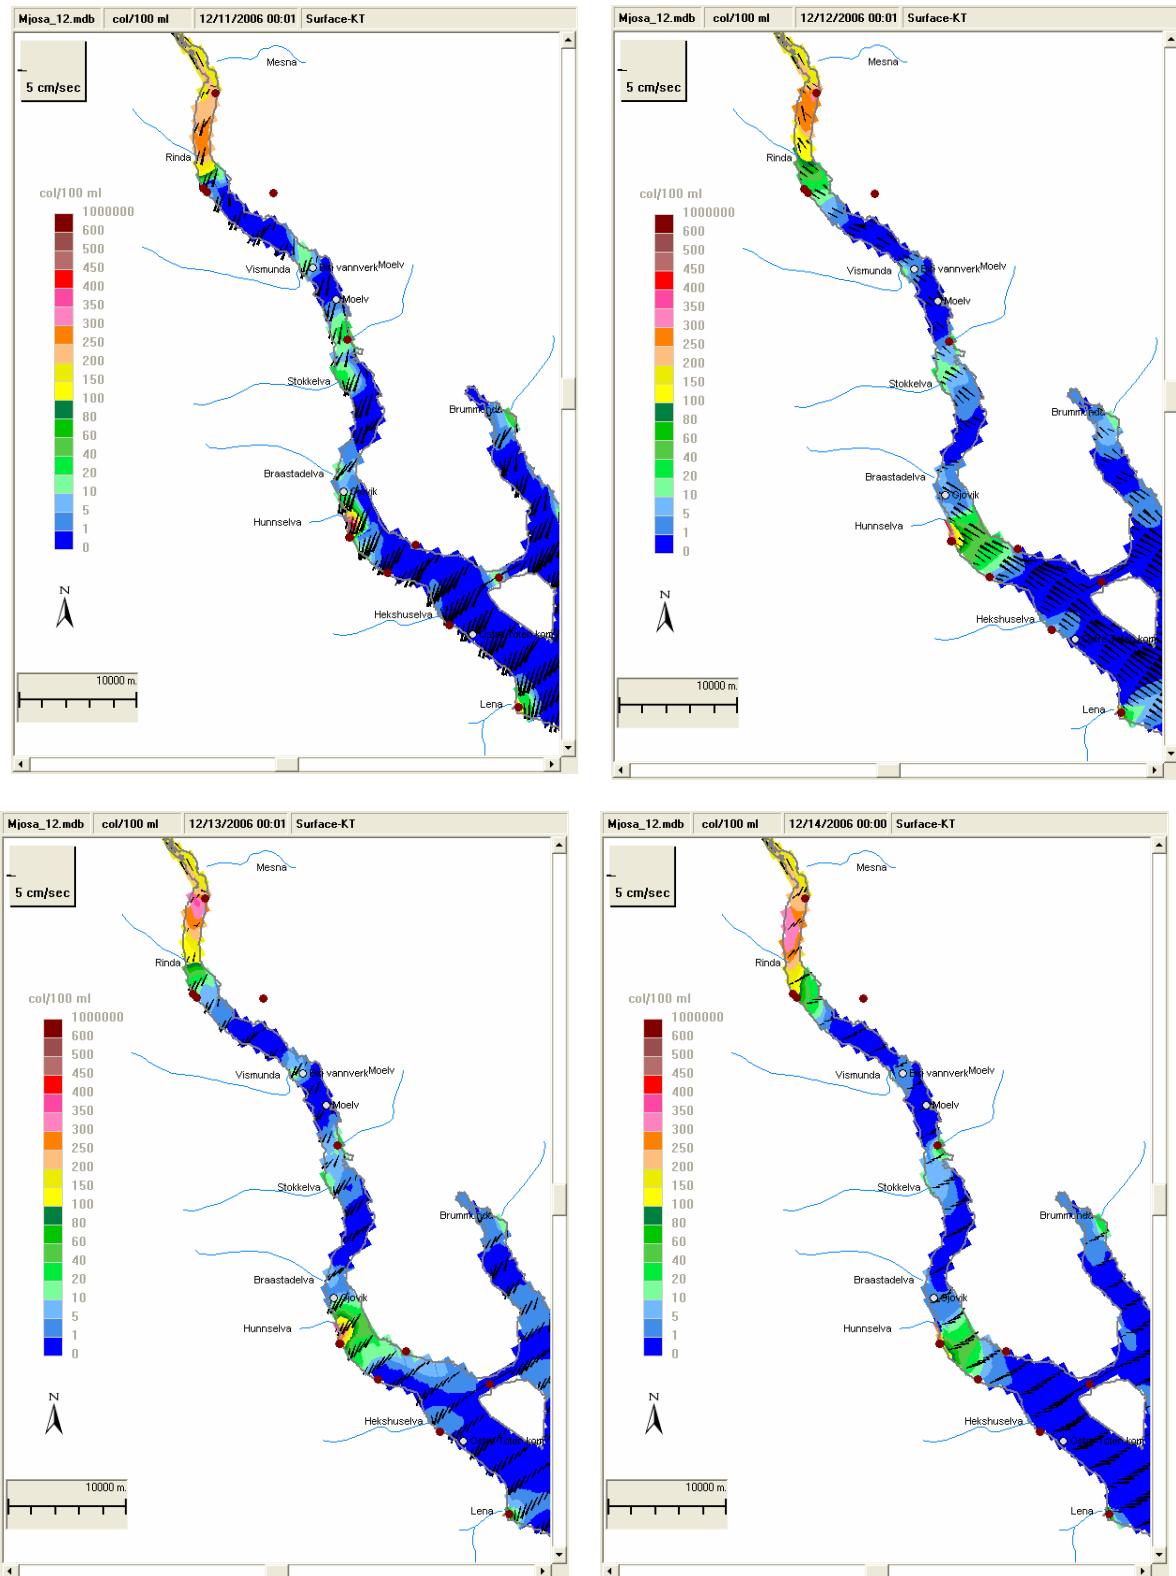 Mjosa_12.mdb col/100 ml 12/11/2006 00:01 Surface-KT
5 cm/sec
Mesna
Rinda
col/100 ml
1000000
600
500
450
400
350
300
250
200
150
100
80
60
40
20
10
5
1
0
Vismunda
vannverk
Moelv
Moelv
Stokkelva
Braastadelva
Gjovik
Hunnselva
N
Hekshuselva
10000 m.
Lena
Mjosa_12.mdb col/100 ml 12/12/2006 00:01 Surface-KT
5 cm/sec
Mesna
Rinda
col/100 ml
1000000
600
500
450
400
350
300
250
200
150
100
80
60
40
20
10
5
1
0
Vismunda
vannverk
Moelv
Moelv
Stokkelva
Braastadelva
Gjovik
Hunnselva
N
Hekshuselva
10000 m.
Lena
Mjosa_12.mdb col/100 ml 12/13/2006 00:01 Surface-KT
5 cm/sec
Mesna
Rinda
col/100 ml
1000000
600
500
450
400
350
300
250
200
150
100
80
60
40
20
10
5
1
0
Vismunda
vannverk
Moelv
Moelv
Stokkelva
Braastadelva
Gjovik
Hunnselva
N
Hekshuselva
10000 m.
Lena
Mjosa_12.mdb col/100 ml 12/14/2006 00:00 Surface-KT
5 cm/sec
Mesna
Rinda
col/100 ml
1000000
600
500
450
400
350
300
250
200
150
100
80
60
40
20
10
5
1
0
Vismunda
vannverk
Moelv
Moelv
Stokkelva
Braastadelva
Gjovik
Hunnselva
N
Hekshuselva
10000 m.
Lena